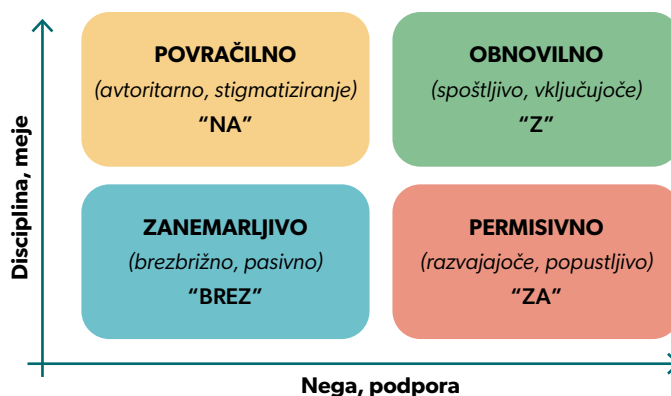 Disciplina, meje
POVRAČILNO
(avtoritarno, stigmatiziranje)
“NA”
OBNOVILNO
(spoštljivo, vključujoče)
“Z”
ZANEMARLJIVO
(brezbrižno, pasivno)
“BREZ”
PERMISIVNO
(razvajajoče, popustljivo)
“ZA”
Nega, podpora